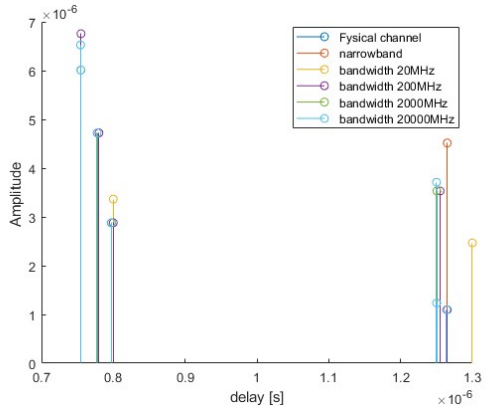 ×10^-6
7
6
5
4
3
2
1
0
Amplitude
Fysical channel
narrowband
bandwidth 20MHz
bandwidth 200MHz
bandwidth 2000MHz
bandwidth 20000MHz
0.7 0.8 0.9 1 1.1 1.2 1.3
delay [s]
×10^-6